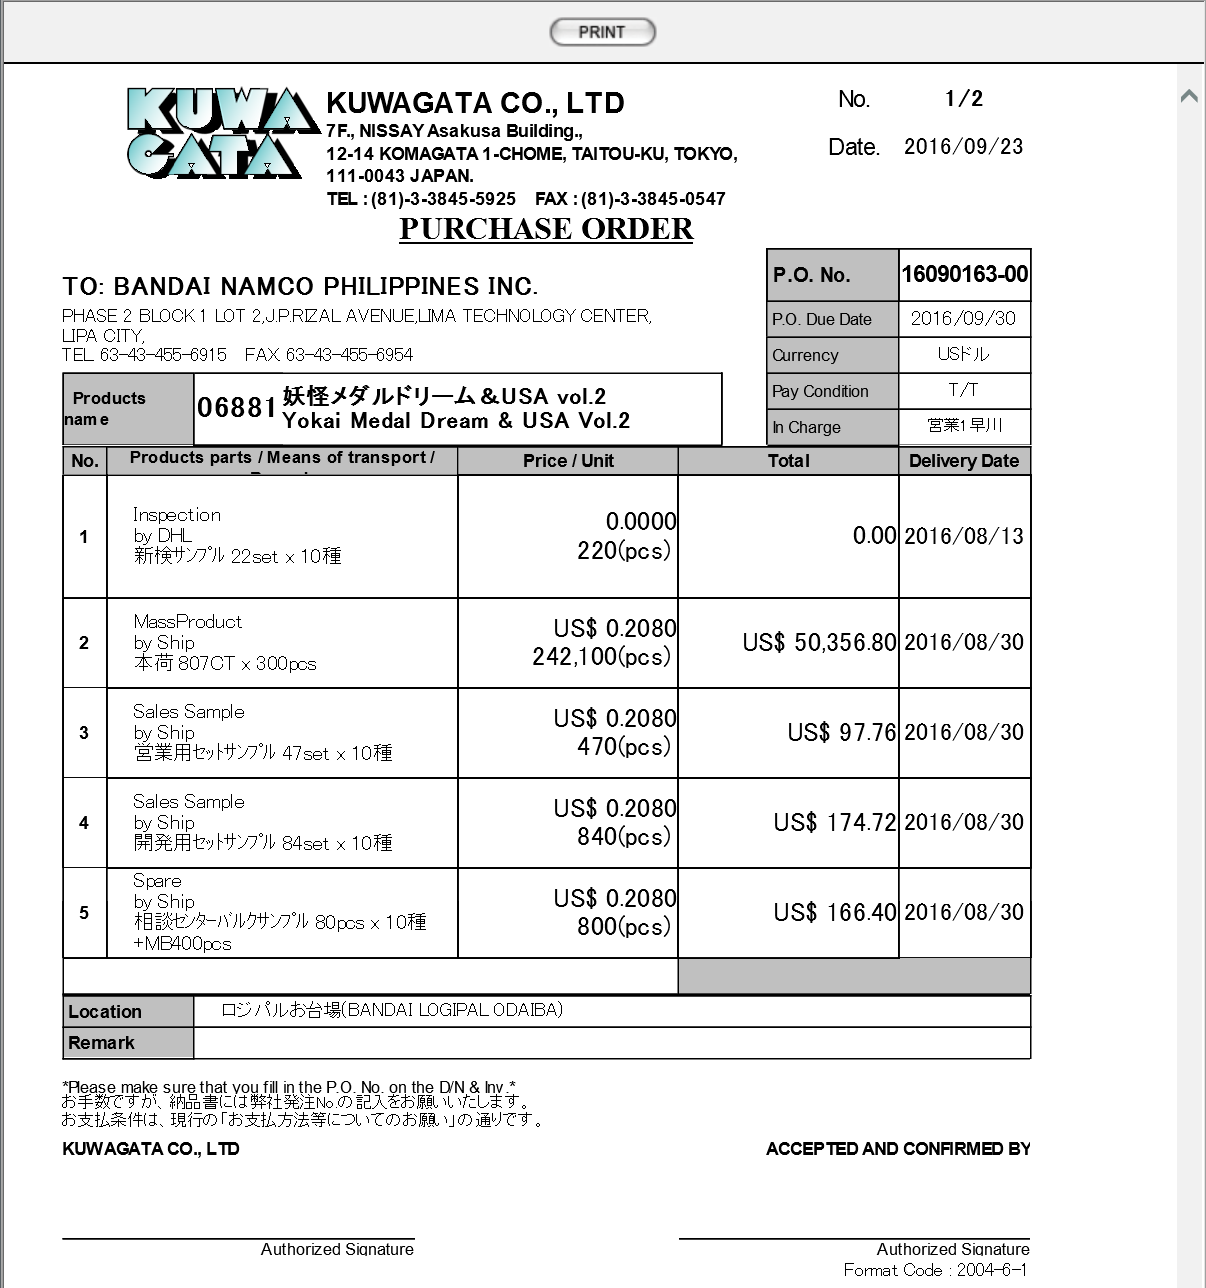 PRINT
KUWA
GATA
KUWAGATA CO., LTD
7F., NISSAY Asakusa Building.,
12-14 KOMAGATA 1-CHOME, TAITOU-KU, TOKYO,
111-0043 JAPAN.
TEL : (81)-3-3845-5925 FAX : (81)-3-3845-0547
No. 1/2
Date. 2016/09/23
PURCHASE ORDER
TO: BANDAI NAMCO PHILIPPINES INC.
PHASE 2 BLOCK 1 LOT 2,J.P.RIZAL AVENUE,LIMA TECHNOLOGY CENTER,
LIPA CITY,
TEL 63-43-455-6915 FAX 63-43-455-6954
P.O. No. 16090163-00
P.O. Due Date 2016/09/30
Currency USドル
Pay Condition T/T
In Charge 営業1早川
Products name 06881 妖怪メダルドリーム&USA vol.2
Yokai Medal Dream & USA Vol.2
No. Products parts / Means of transport / Price / Unit Total Delivery Date
1 Inspection
by DHL
新検サンプル 22set x 10種
0.0000
220(pcs)
0.00 2016/08/13
2 MassProduct
by Ship
本荷 807CT x 300pcs
US$ 0.2080
242,100(pcs)
US$ 50,356.80 2016/08/30
3 Sales Sample
by Ship
営業用セットサンプル 47set x 10種
US$ 0.2080
470(pcs)
US$ 97.76 2016/08/30
4 Sales Sample
by Ship
開発用セットサンプル 84set x 10種
US$ 0.2080
840(pcs)
US$ 174.72 2016/08/30
5 Spare
by Ship
相談センターバルクサンプル 80pcs x 10種
+MB400pcs
US$ 0.2080
800(pcs)
US$ 166.40 2016/08/30
Location ロジパルお台場(BANDAI LOGIPAL ODAIBA)
Remark
*Please make sure that you fill in the P.O. No. on the D/N & Inv.*
お手数ですが、納品書には弊社発注No.の記入をお願いいたします。
お支払条件は、現行の「お支払方法等についてのお願い」の通りです。
KUWAGATA CO., LTD ACCEPTED AND CONFIRMED BY
Authorized Signature Authorized Signature
Format Code : 2004-6-1